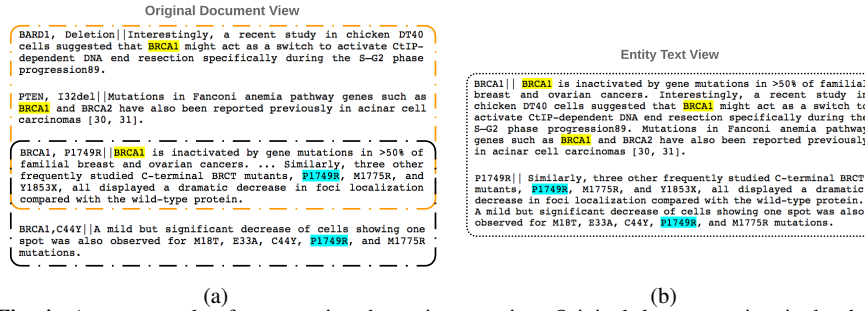 Original Document View
BARD1, Deletion||Interestingly, a recent study in chicken DT40
cells suggested that BRCA1 might act as a switch to activate CtIP-
dependent DNA end resection specifically during the S—G2 phase
progression89.
PTEN, I32del||Mutations in Fanconi anemia pathway genes such as
BRCA1 and BRCA2 have also been reported previously in acinar cell
carcinomas [30, 31].
BRCA1, P1749R||BRCA1 is inactivated by gene mutations in >50% of
familial breast and ovarian cancers. ... Similarly, three other
frequently studied C-terminal BRCT mutants, P1749R, M1775R, and
Y1853X, all displayed a dramatic decrease in foci localization
compared with the wild-type protein.
BRCA1,C44Y||A mild but significant decrease of cells showing one
spot was also observed for M18T, E33A, C44Y, P1749R, and M1775R
mutations.
(a)
Entity Text View
BRCA1|| BRCA1 is inactivated by gene mutations in >50% of familial
breast and ovarian cancers. Interestingly, a recent study in
chicken DT40 cells suggested that BRCA1 might act as a switch to
activate CtIP-dependent DNA end resection specifically during the
S—G2 phase progression89. Mutations in Fanconi anemia pathway
genes such as BRCA1 and BRCA2 have also been reported previously
in acinar cell carcinomas [30, 31].
P1749R|| Similarly, three other frequently studied C-terminal BRCT
mutants, P1749R, M1775R, and Y1853X, all displayed a dramatic
decrease in foci localization compared with the wild-type protein.
A mild but significant decrease of cells showing one spot was also
observed for M18T, E33A, C44Y, P1749R, and M1775R mutations.
(b)